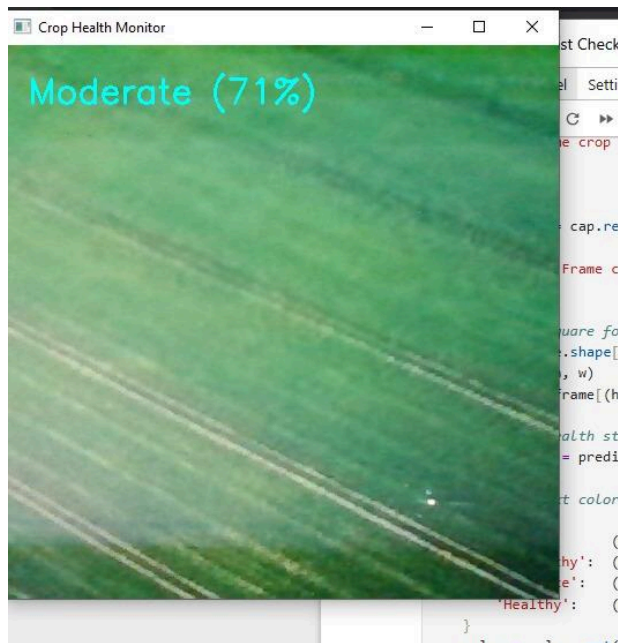 Crop Health Monitor
Moderate (71%)
st Check
el Setti
e crop
= cap.re
Frame c
quare fo
e.shape[
, w)
rame[(h
alth st
= predi
t color
(
hy': (
e': (
'Healthy': (
}